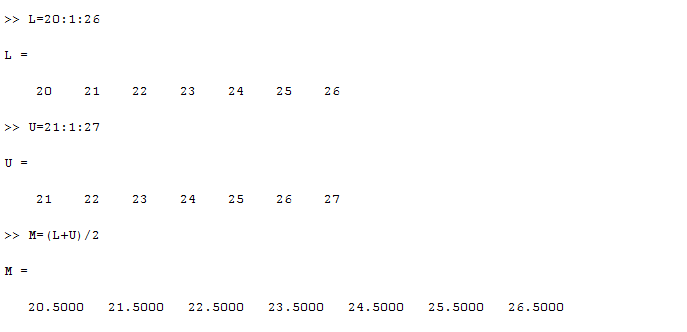 >> L=20:1:26
L =
20 21 22 23 24 25 26
>> U=21:1:27
U =
21 22 23 24 25 26 27
>> M=(L+U)/2
M =
20.5000 21.5000 22.5000 23.5000 24.5000 25.5000 26.5000